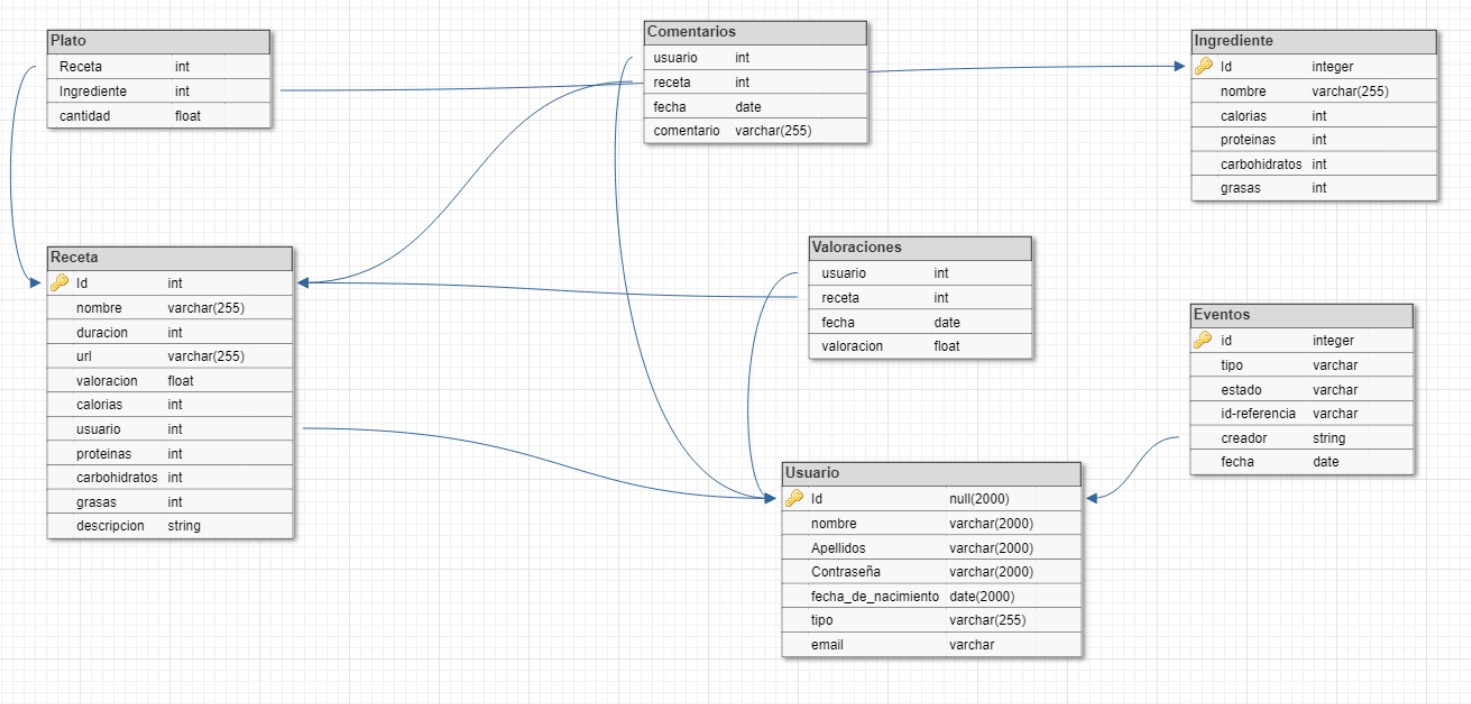 Plato
Receta int
Ingrediente int
cantidad float
Comentarios
usuario int
receta int
fecha date
comentario varchar(255)
Ingrediente
Id integer
nombre varchar(255)
calorias int
proteinas int
carbohidratos int
grasas int
Receta
Id int
nombre varchar(255)
duracion int
url varchar(255)
valoracion float
calorias int
usuario int
proteinas int
carbohidratos int
grasas int
descripcion string
Valoraciones
usuario int
receta int
fecha date
valoracion float
Eventos
id integer
tipo varchar
estado varchar
id-referencia varchar
creador string
fecha date
Usuario
Id null(2000)
nombre varchar(2000)
Apellidos varchar(2000)
Contraseña varchar(2000)
fecha_de_nacimiento date(2000)
tipo varchar(255)
email varchar